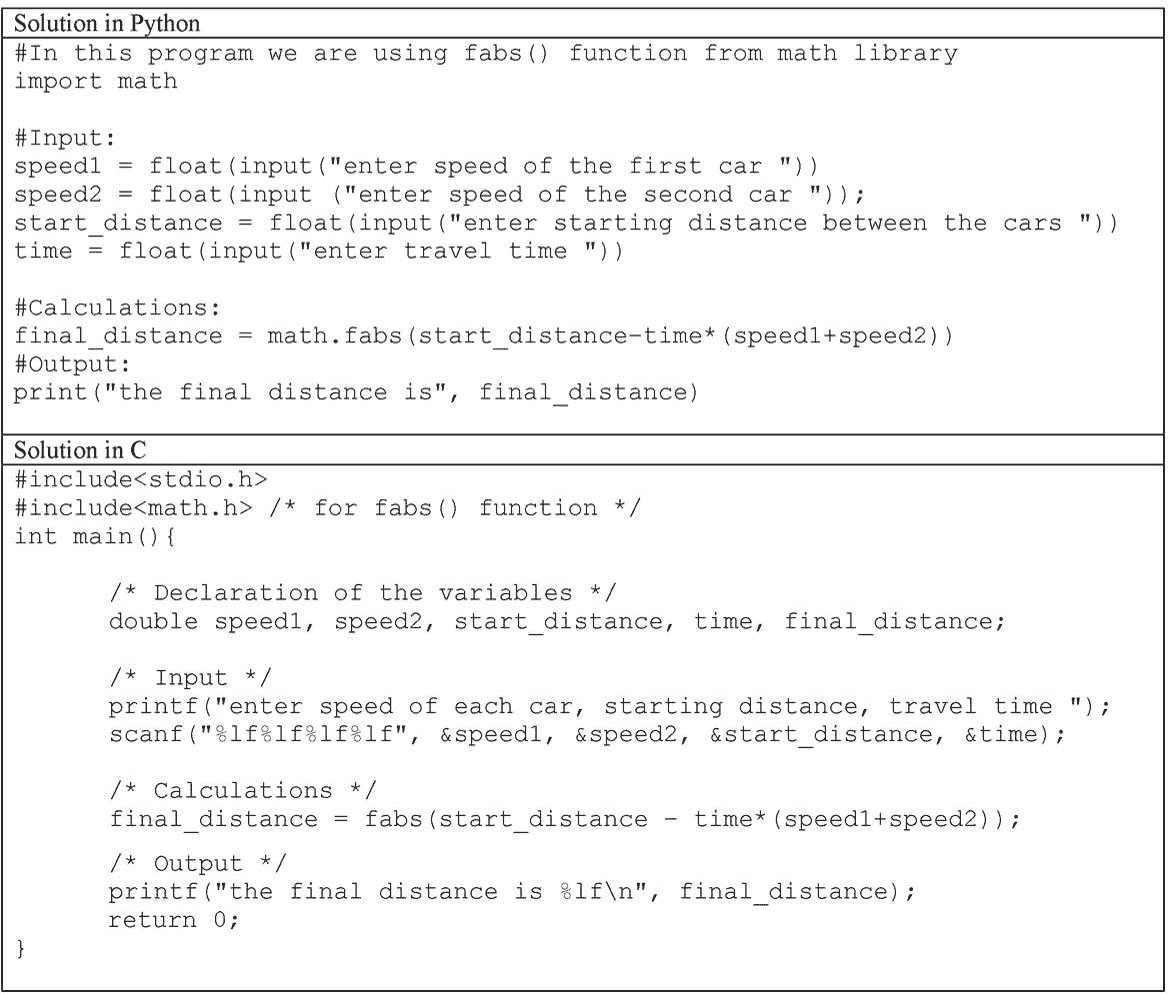 Solution in Python
#In this program we are using fabs() function from math library
import math
#Input:
speed1 = float(input("enter speed of the first car "))
speed2 = float(input ("enter speed of the second car "));
start_distance = float(input("enter starting distance between the cars "))
time = float(input("enter travel time "))
#Calculations:
final_distance = math.fabs(start_distance-time*(speed1+speed2))
#Output:
print("the final distance is", final_distance)
Solution in C
#include<stdio.h>
#include<math.h> /* for fabs() function */
int main(){
/* Declaration of the variables */
double speed1, speed2, start_distance, time, final_distance;
/* Input */
printf("enter speed of each car, starting distance, travel time ");
scanf("%lf%lf%lf%lf", &speed1, &speed2, &start_distance, &time);
/* Calculations */
final_distance = fabs(start_distance - time*(speed1+speed2));
/* Output */
printf("the final distance is %lf\n", final_distance);
return 0;
}